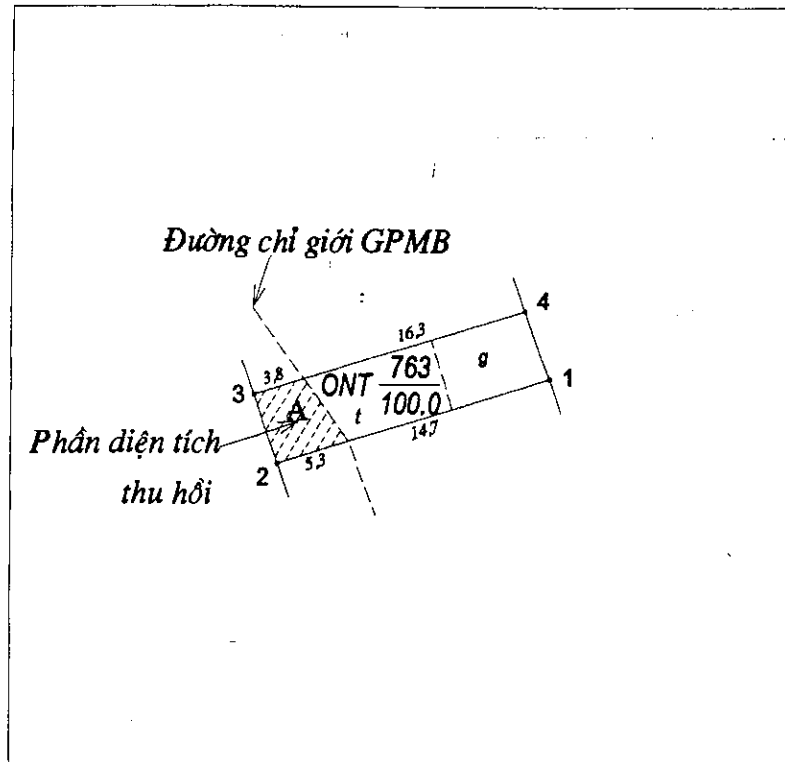 Đường chỉ giới GPMB
4
16,3
g
763
3,8
ONT
1
3
100,0
A
t
14,7
Phần diện tích
5,3
2
thu hồi